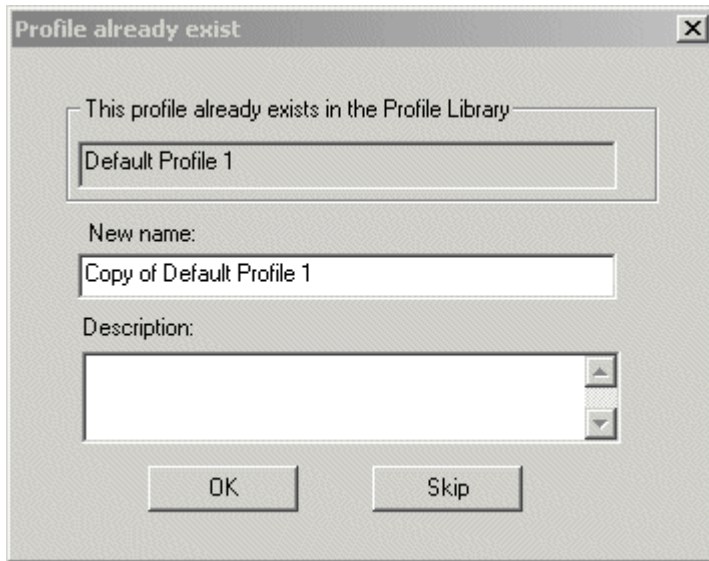 Profile already exist
This profile already exists in the Profile Library
Default Profile 1
New name:
Copy of Default Profile 1
Description:
OK
Skip